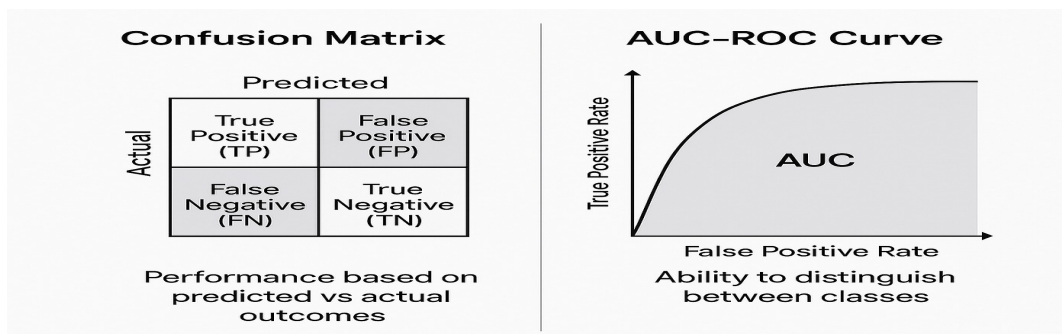 Confusion Matrix
Predicted
Actual
True
Positive
(TP)
False
Positive
(FP)
False
Negative
(FN)
True
Negative
(TN)
Performance based on
predicted vs actual
outcomes
AUC–ROC Curve
True Positive Rate
AUC
False Positive Rate
Ability to distinguish
between classes